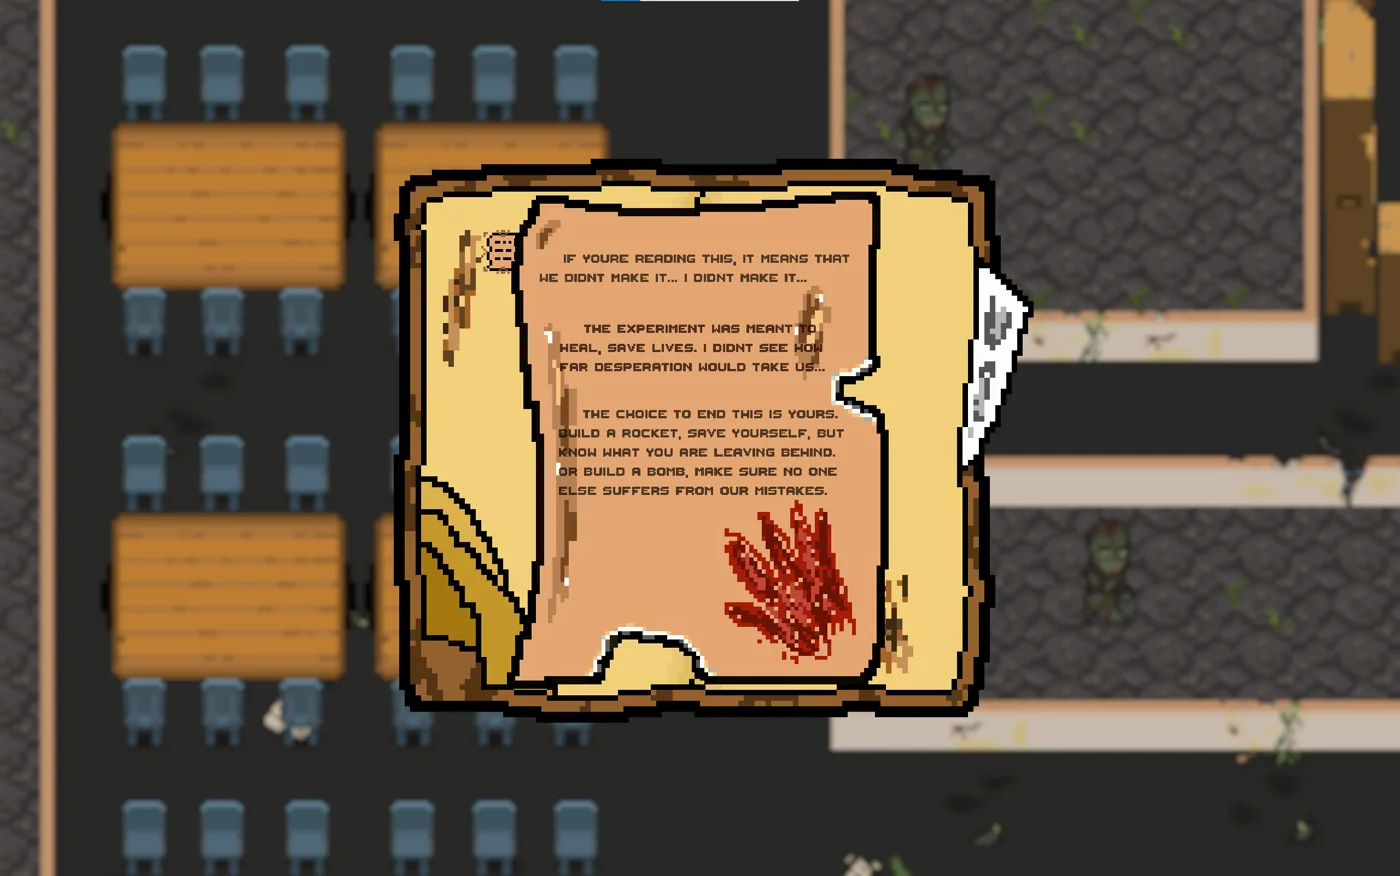 IF YOURE READING THIS, IT MEANS THAT
WE DIDNT MAKE IT... I DIDNT MAKE IT...
THE EXPERIMENT WAS MEANT TO
HEAL, SAVE LIVES. I DIDNT SEE HOW
FAR DESPERATION WOULD TAKE US...
THE CHOICE TO END THIS IS YOURS.
BUILD A ROCKET, SAVE YOURSELF, BUT
KNOW WHAT YOU ARE LEAVING BEHIND.
OR BUILD A BOMB, MAKE SURE NO ONE
ELSE SUFFERS FROM OUR MISTAKES.